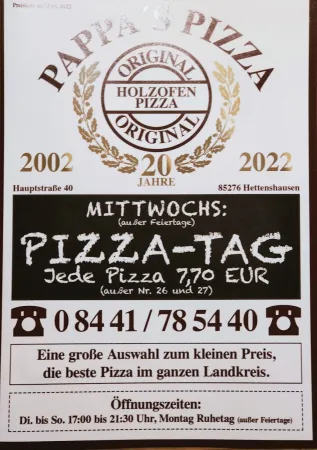 PAPPA'S PIZZA
ORIGINAL
HOLZOFEN
PIZZA
ORIGINAL
2002 20 2022
JAHRE
Hauptstraße 40 85276 Hettenshausen
MITTWOCHS:
(außer Feiertage)
PIZZA-TAG
Jede Pizza 7,70 EUR
(außer Nr. 26 und 27)
0 84 41 / 78 54 40
Eine große Auswahl zum kleinen Preis,
die beste Pizza im ganzen Landkreis.
Öffnungszeiten:
Di. bis So. 17:00 bis 21:30 Uhr, Montag Ruhetag (außer Feiertage)